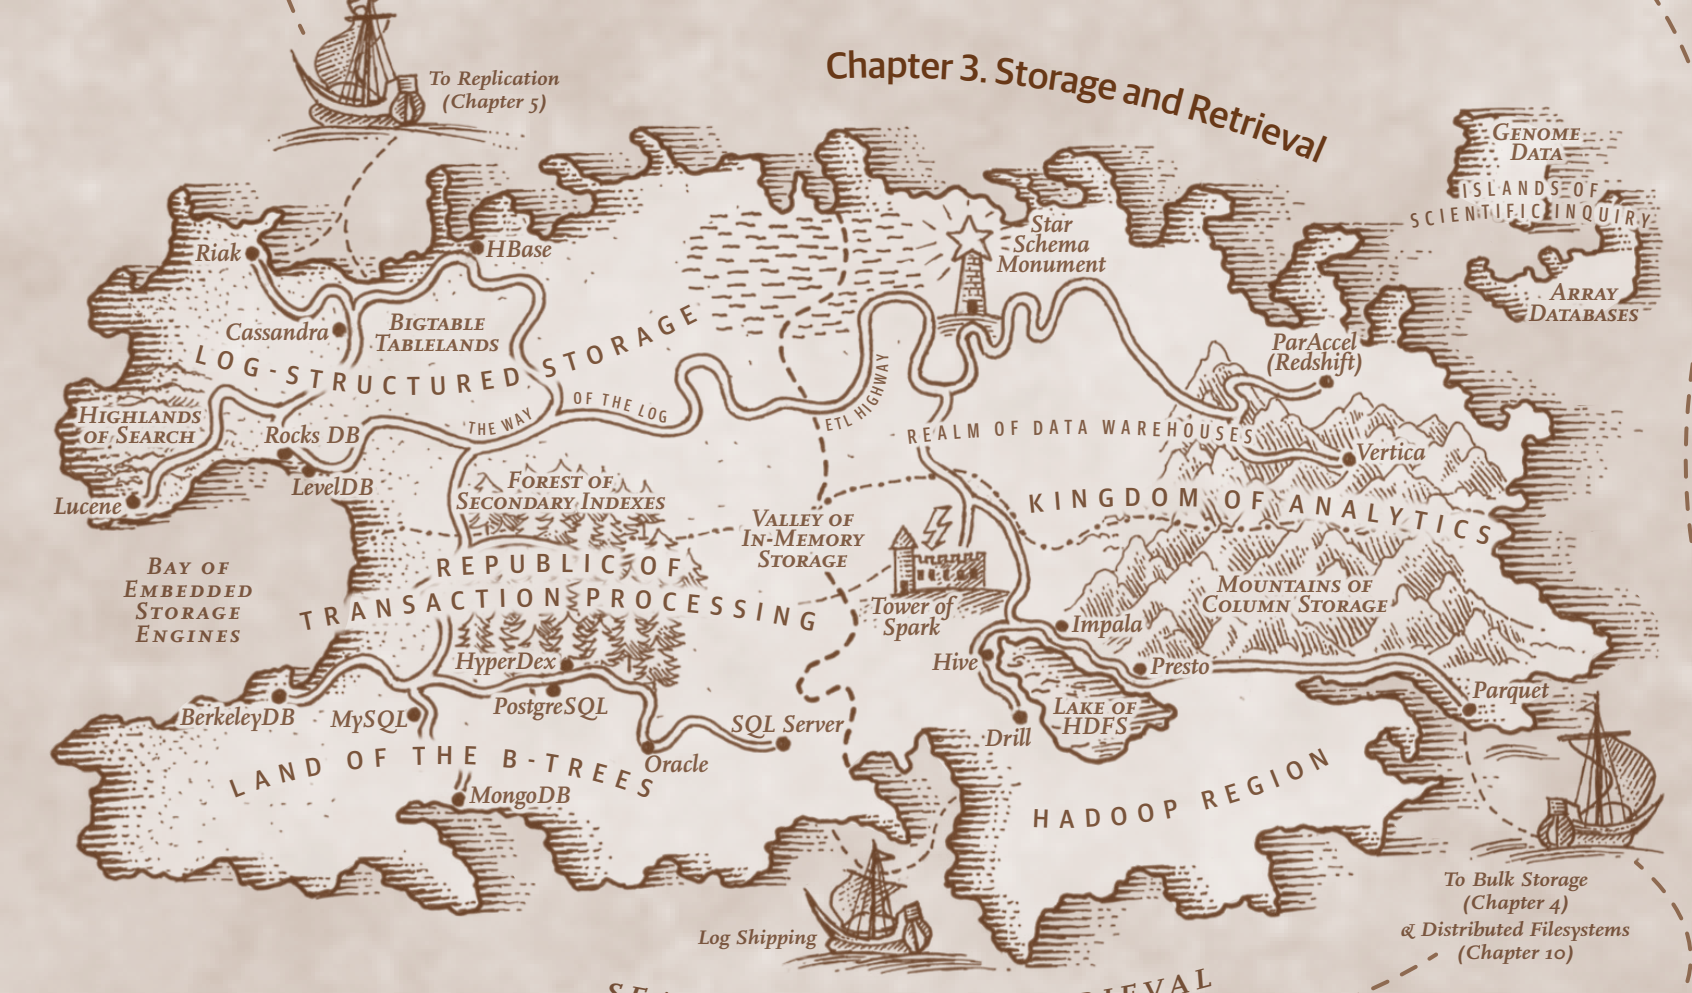 Chapter 3. Storage and Retrieval
To Replication
(Chapter 5)
GENOME
DATA
ISLANDS OF
SCIENTIFIC INQUIRY
ARRAY
DATABASES
Riak
HBase
Star
Schema
Monument
Cassandra
BIGTABLE
TABLELANDS
LOG-STRUCTURED STORAGE
ParAccel
(Redshift)
HIGHLANDS
OF SEARCH
Rocks DB
LevelDB
Lucene
THE WAY OF THE LOG
ETL HIGHWAY
REALM OF DATA WAREHOUSES
Vertica
KINGDOM OF ANALYTICS
FOREST OF
SECONDARY INDEXES
VALLEY OF
IN-MEMORY
STORAGE
BAY OF
EMBEDDED
STORAGE
ENGINES
REPUBLIC OF
TRANSACTION PROCESSING
Tower of
Spark
MOUNTAINS OF
COLUMN STORAGE
Impala
Hive
Presto
Parquet
HyperDex
PostgreSQL
BerkeleyDB
MySQL
SQL Server
Oracle
LAKE OF
HDFS
Drill
LAND OF THE B-TREES
MongoDB
HADOOP REGION
Log Shipping
To Bulk Storage
(Chapter 4)
& Distributed Filesystems
(Chapter 10)